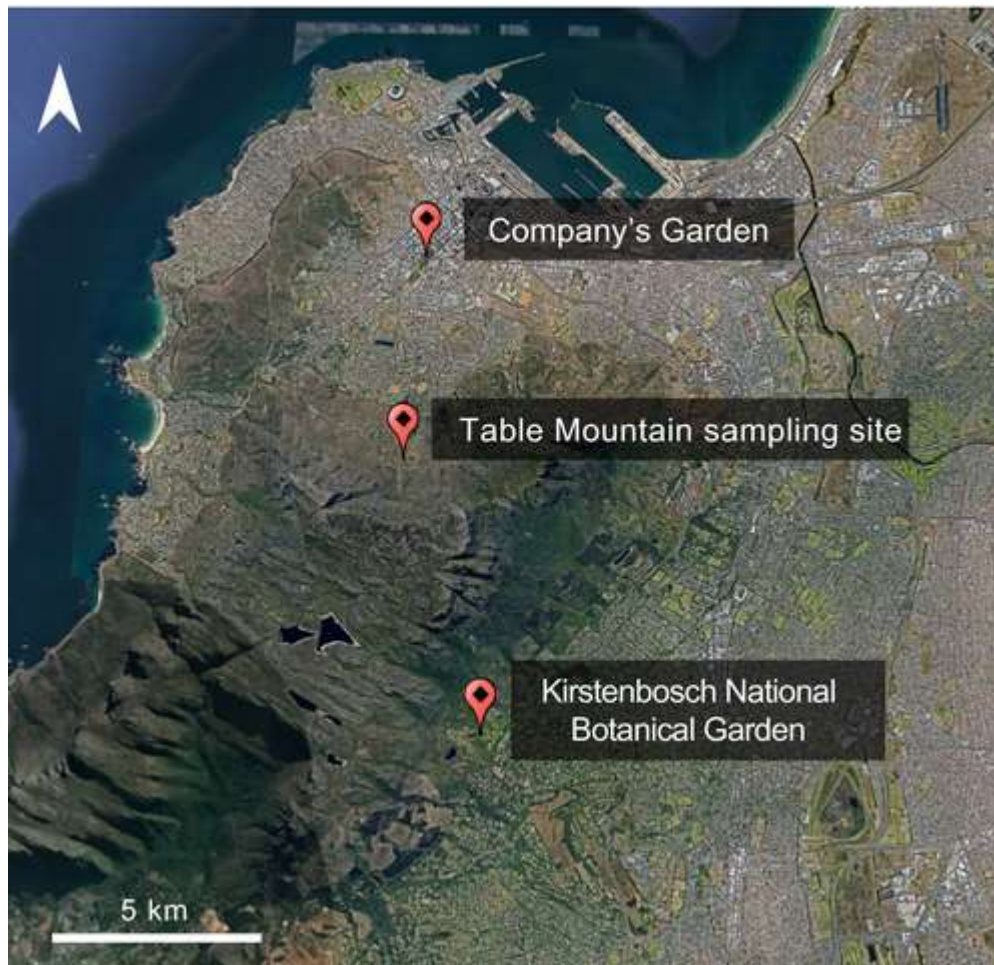 Company's Garden
Table Mountain sampling site
Kirstenbosch National
Botanical Garden
5 km